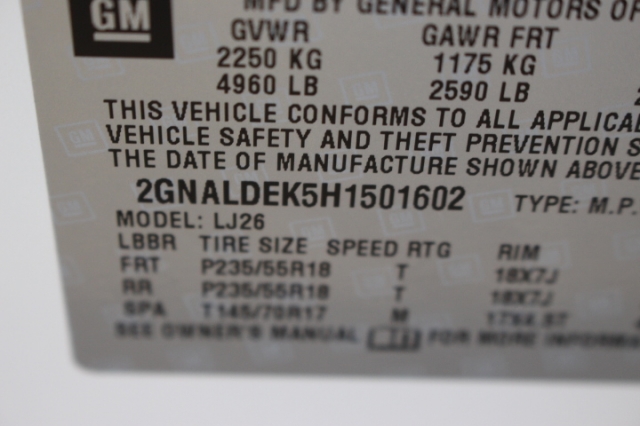 GM
MFD BY GENERAL MOTORS OF
GVWR GAWR FRT
2250 KG 1175 KG
4960 LB 2590 LB
THIS VEHICLE CONFORMS TO ALL APPLICA
VEHICLE SAFETY AND THEFT PREVENTION S
THE DATE OF MANUFACTURE SHOWN ABOVE
2GNALDEK5H1501602 TYPE: M.P.
MODEL: LJ26
LBBR TIRE SIZE SPEED RTG RIM
FRT P235/55R18 T 18X7J
RR P235/55R18 T 18X7J
SPA T145/70R17 M
SEE OWNER'S MANUAL FOR MORE INFORMAT